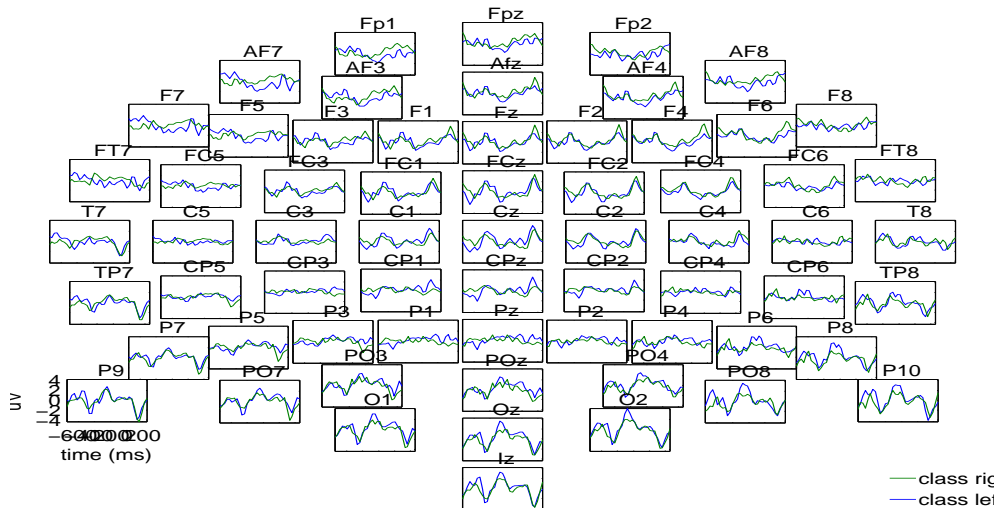 Fpz
Fp1 Fp2
AF7 AF3 Afz AF4 AF8
F7 F5 F3 F1 Fz F2 F4 F6 F8
FT7 FC5 FC3 FC1 FCz FC2 FC4 FC6 FT8
T7 C5 C3 C1 Cz C2 C4 C6 T8
TP7 CP5 CP3 CP1 CPz CP2 CP4 CP6 TP8
P7 P5 P3 P1 Pz P2 P4 P6 P8
P9 PO7 PO3 POz PO4 PO8 P10
O1 Oz O2
Iz
4
2
0
−2
−4
uv
time (ms)
class rig
class left